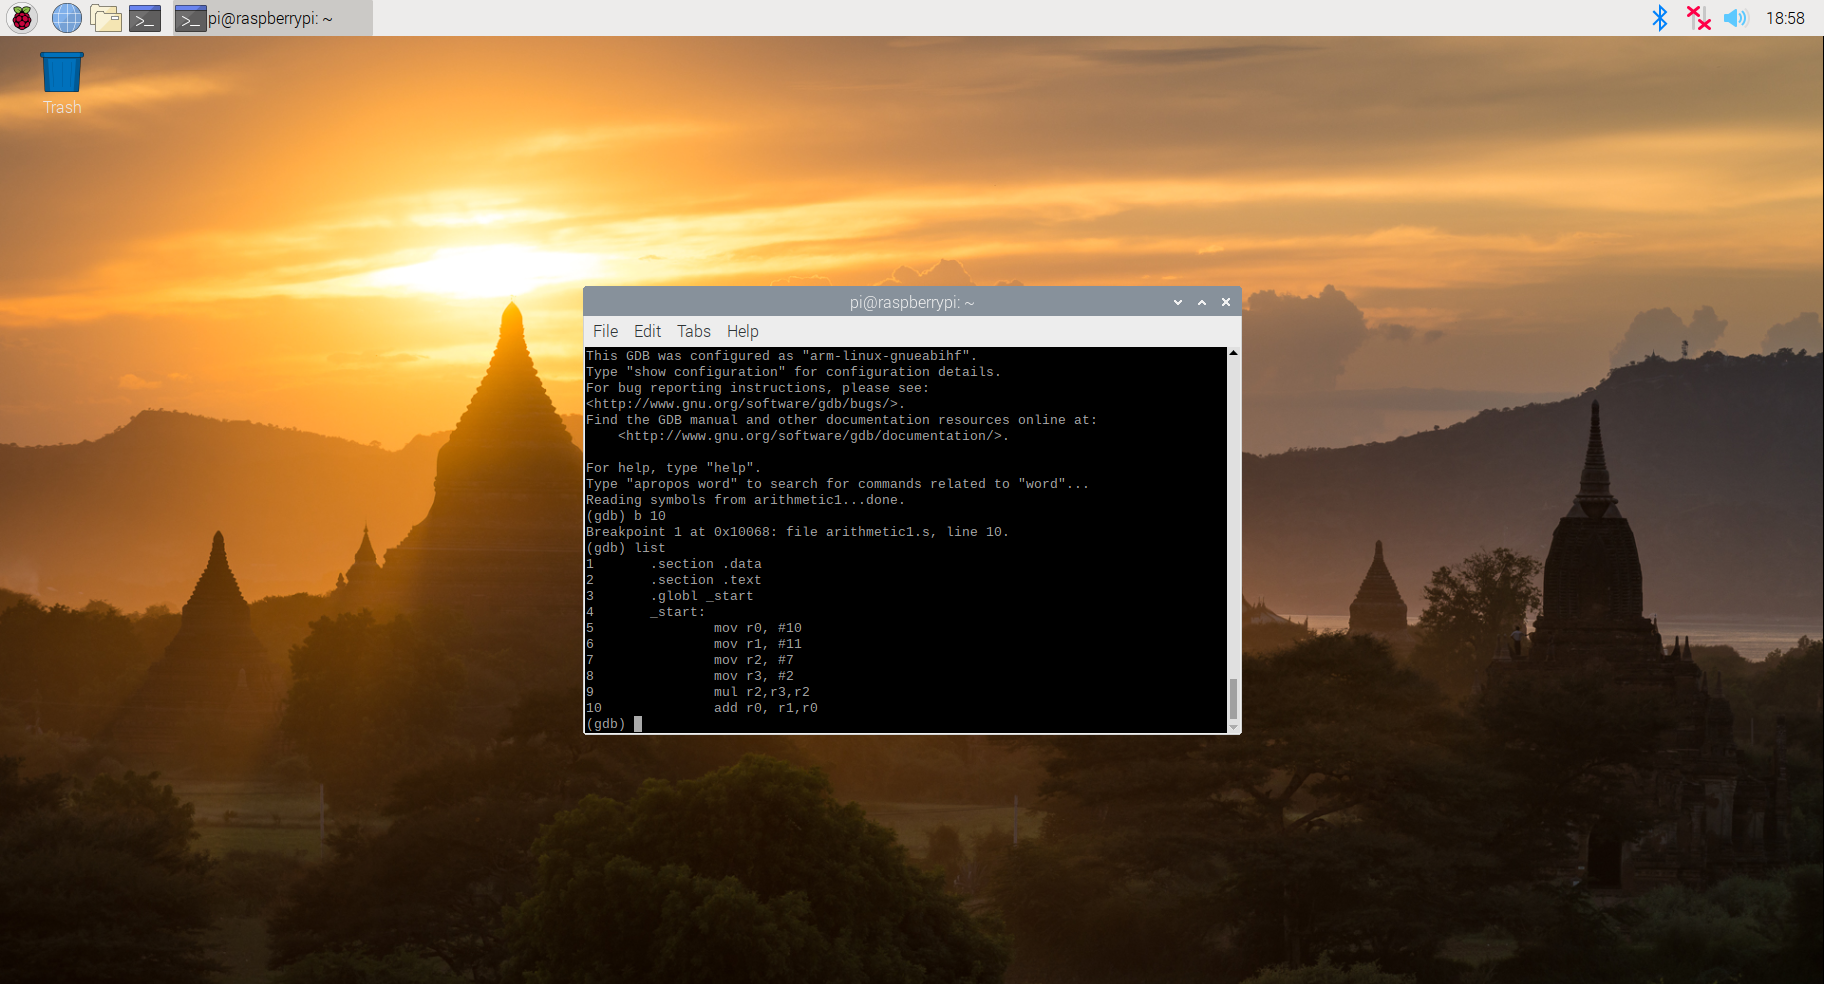 pi@raspberrypi: ~
18:58
Trash
pi@raspberrypi: ~
File Edit Tabs Help
This GDB was configured as "arm-linux-gnueabihf".
Type "show configuration" for configuration details.
For bug reporting instructions, please see:
<http://www.gnu.org/software/gdb/bugs/>.
Find the GDB manual and other documentation resources online at:
    <http://www.gnu.org/software/gdb/documentation/>.

For help, type "help".
Type "apropos word" to search for commands related to "word"...
Reading symbols from arithmetic1...done.
(gdb) b 10
Breakpoint 1 at 0x10068: file arithmetic1.s, line 10.
(gdb) list
1       .section .data
2       .section .text
3       .globl _start
4       _start:
5               mov r0, #10
6               mov r1, #11
7               mov r2, #7
8               mov r3, #2
9               mul r2,r3,r2
10              add r0, r1,r0
(gdb)